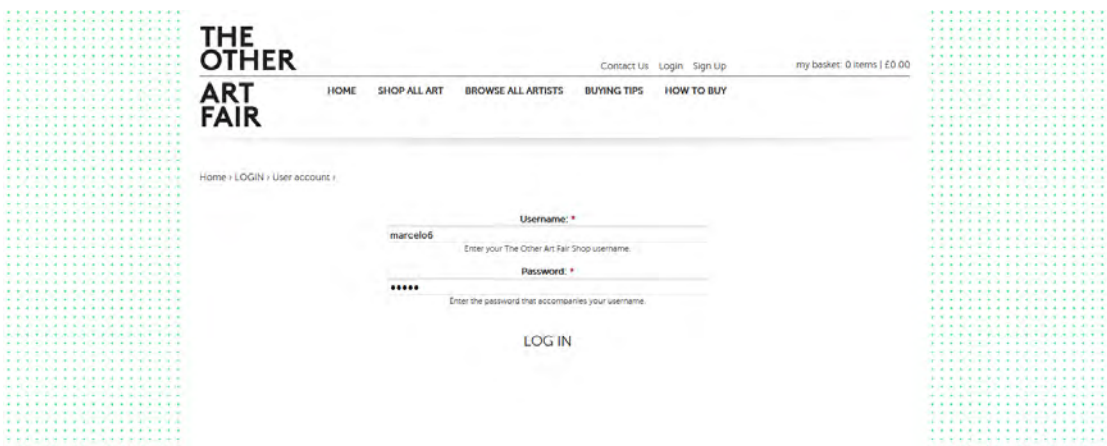 THE
OTHER
ART
FAIR
Contact Us Login Sign Up my basket: 0 items | £0.00
HOME SHOP ALL ART BROWSE ALL ARTISTS BUYING TIPS HOW TO BUY
Home › LOGIN › User account ›
Username: *
marcelo6
Enter your The Other Art Fair Shop username.
Password: *
•••••
Enter the password that accompanies your username.
LOG IN